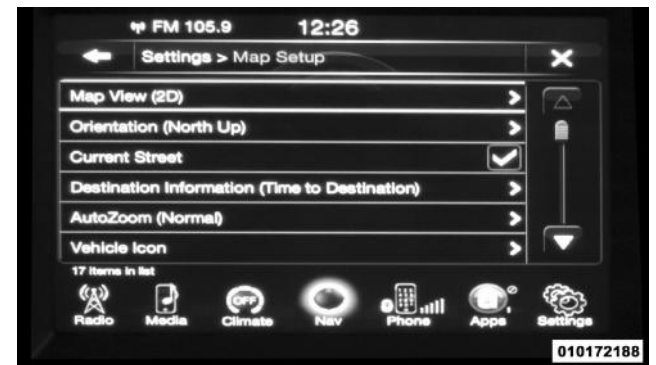 FM 105.9 12:26
Settings > Map Setup
Map View (2D)
Orientation (North Up)
Current Street
Destination Information (Time to Destination)
AutoZoom (Normal)
Vehicle Icon
17 Items in list
OFF
Radio Media Climate Nav Phone Apps Settings
010172188